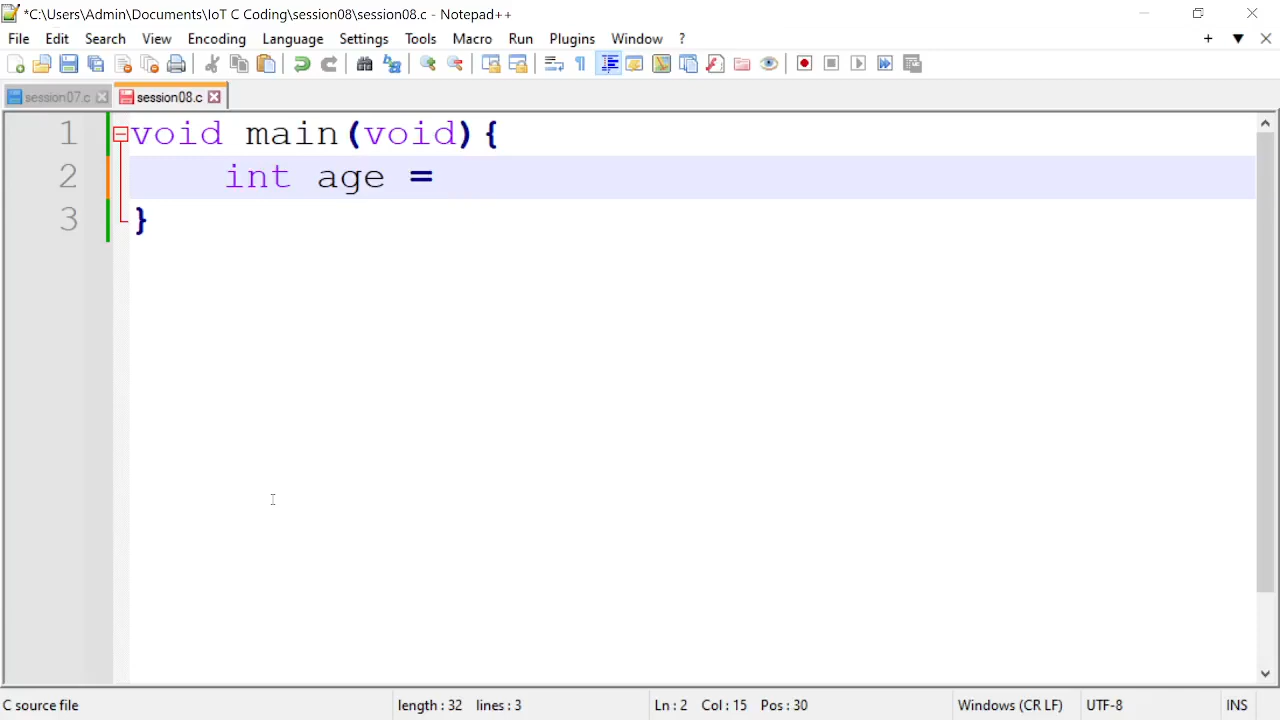 *C:\Users\Admin\Documents\IoT C Coding\session08\session08.c - Notepad++
File Edit Search View Encoding Language Settings Tools Macro Run Plugins Window ?
session07.c session08.c
1 void main(void){
2 int age =
3 }
C source file length : 32 lines : 3 Ln : 2 Col : 15 Pos : 30 Windows (CR LF) UTF-8 INS